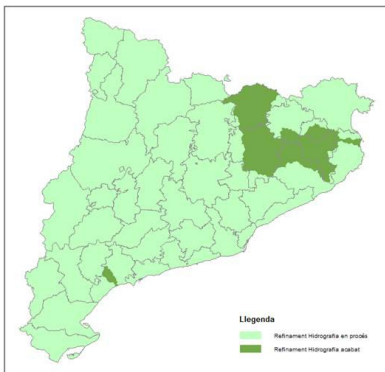 Llegenda
Refinament Hidrografia en procés
Refinament Hidrografia acabat